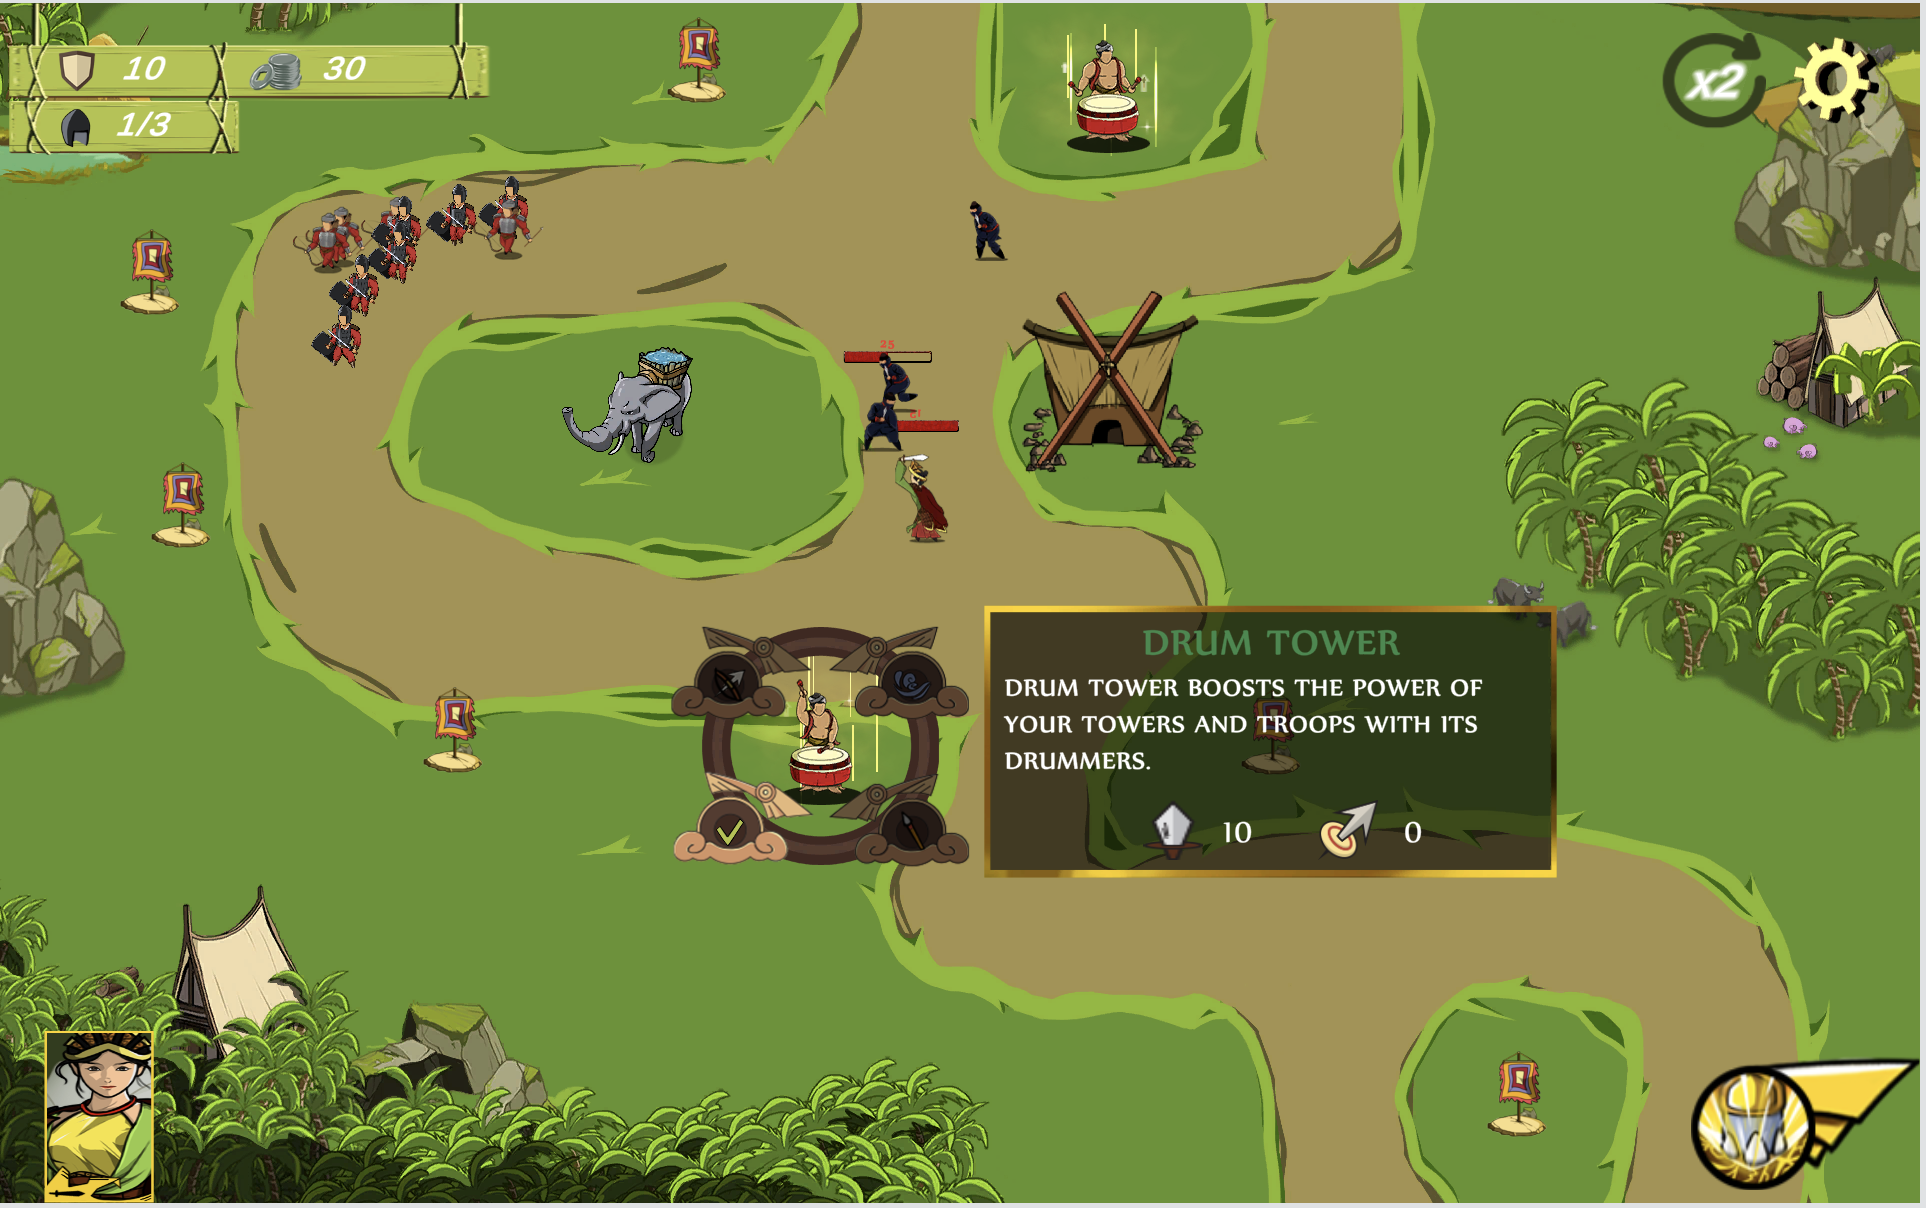 10
30
1/3
x2
25
DRUM TOWER
DRUM TOWER BOOSTS THE POWER OF
YOUR TOWERS AND TROOPS WITH ITS
DRUMMERS.
10
0